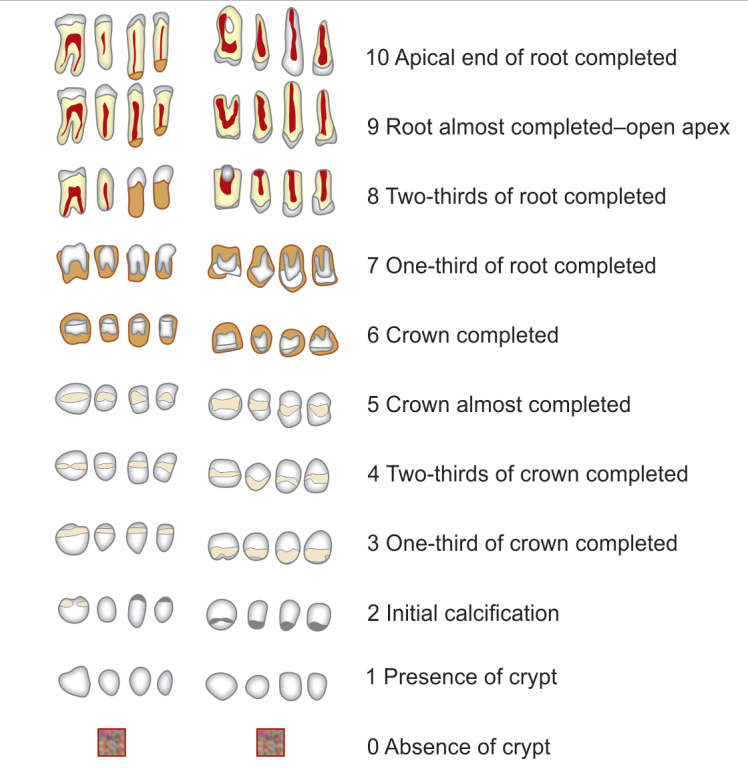 10 Apical end of root completed
9 Root almost completed–open apex
8 Two-thirds of root completed
7 One-third of root completed
6 Crown completed
5 Crown almost completed
4 Two-thirds of crown completed
3 One-third of crown completed
2 Initial calcification
1 Presence of crypt
0 Absence of crypt